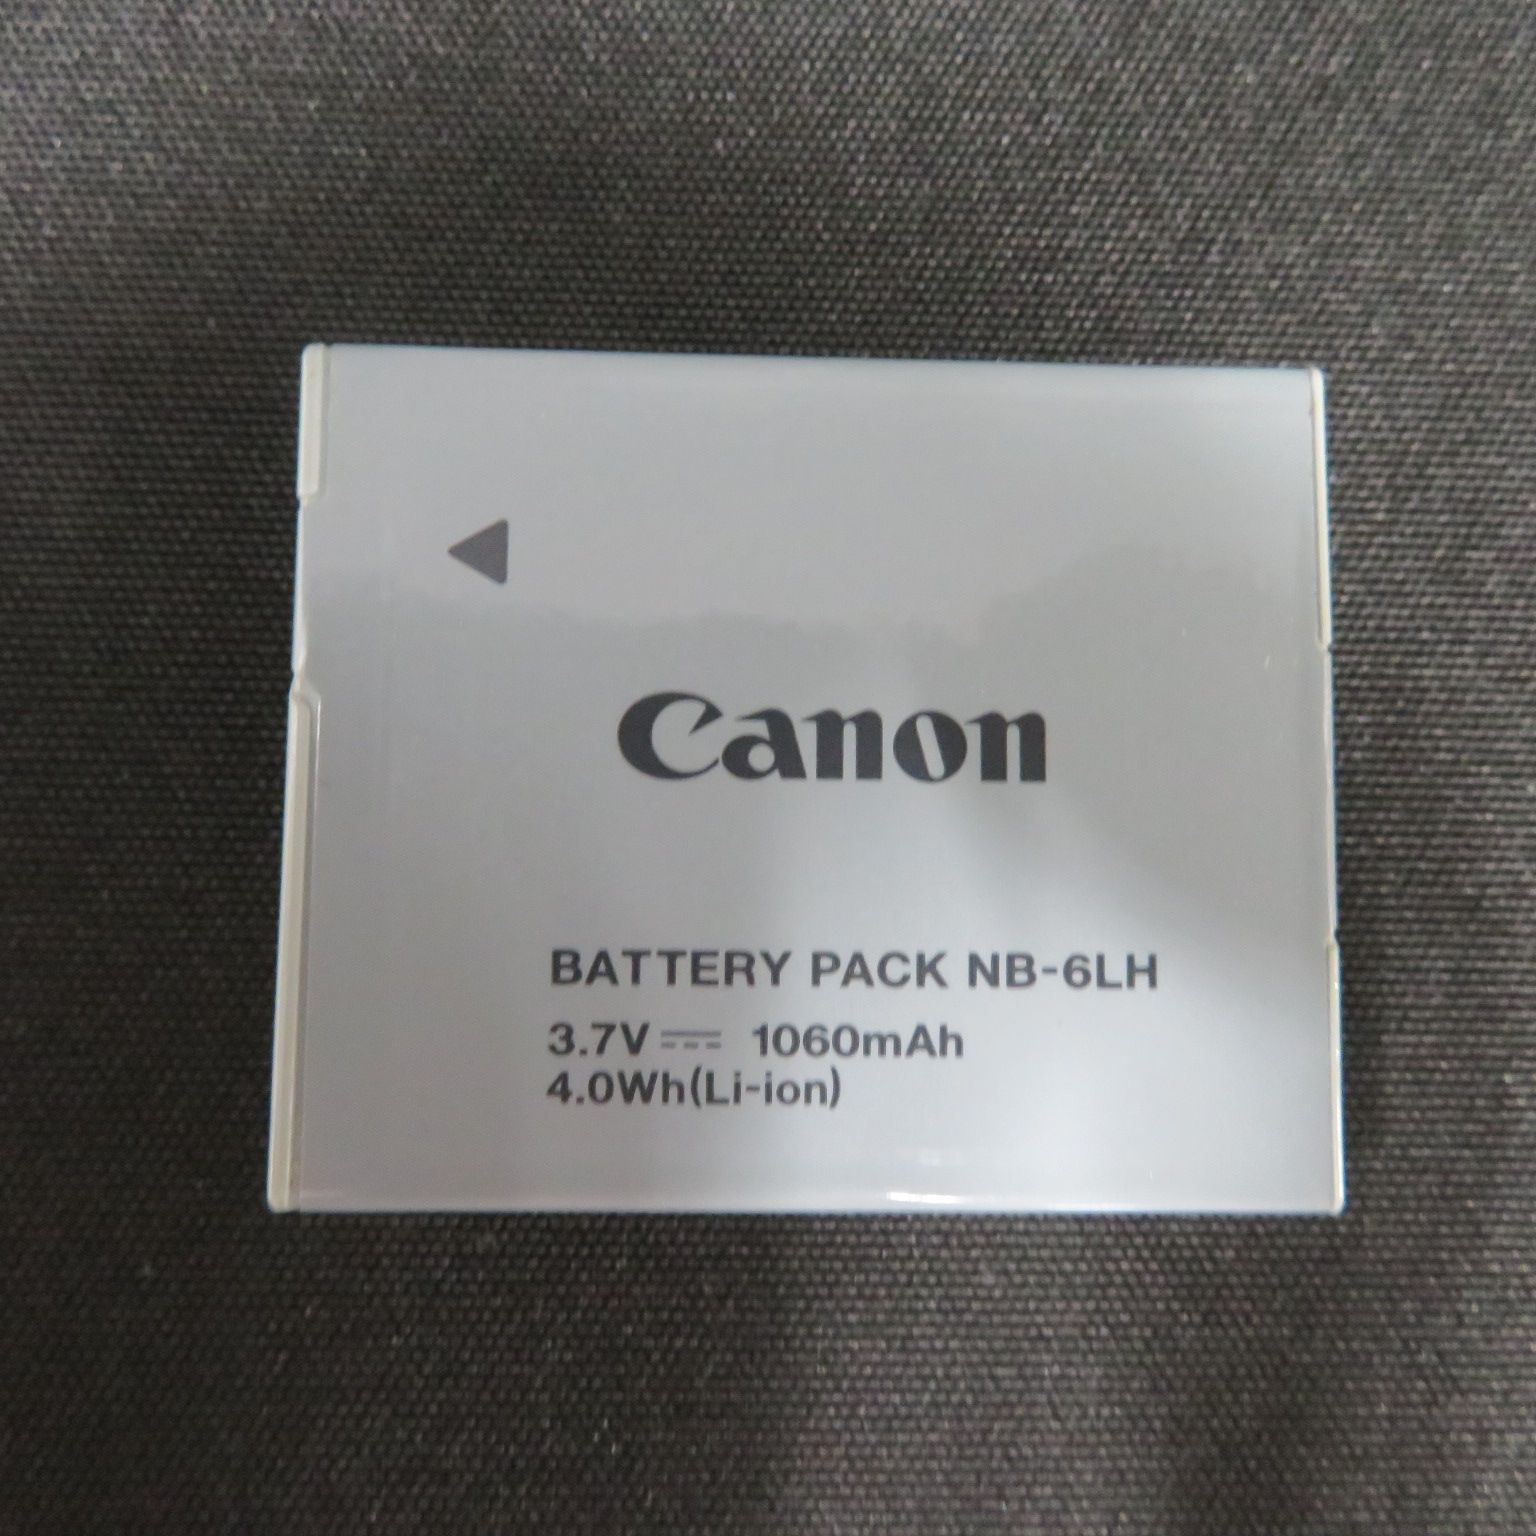 Canon
BATTERY PACK NB-6LH
3.7V⎓ 1060mAh
4.0Wh(Li-ion)